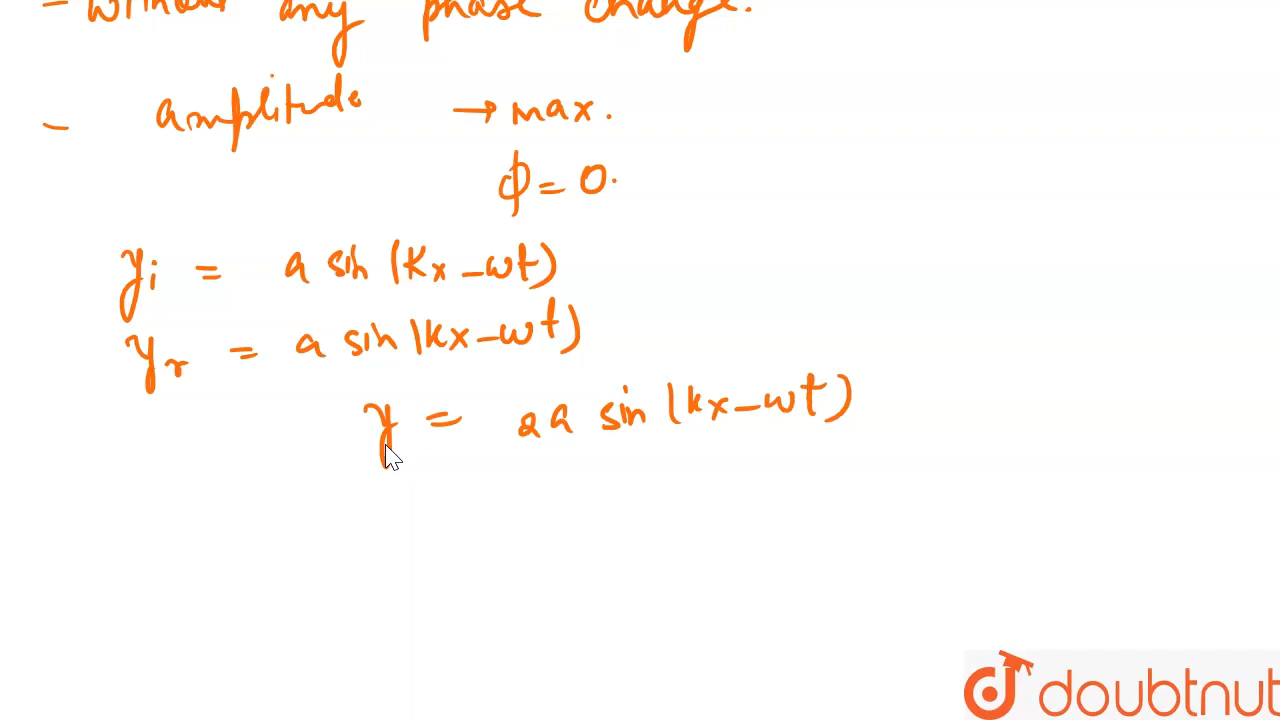 - without any phase change.
- amplitude → max.
ϕ = 0.
yi = a sin (kx - ωt)
yr = a sin (kx - ωt)
y = 2a sin (kx - ωt)
doubtnut